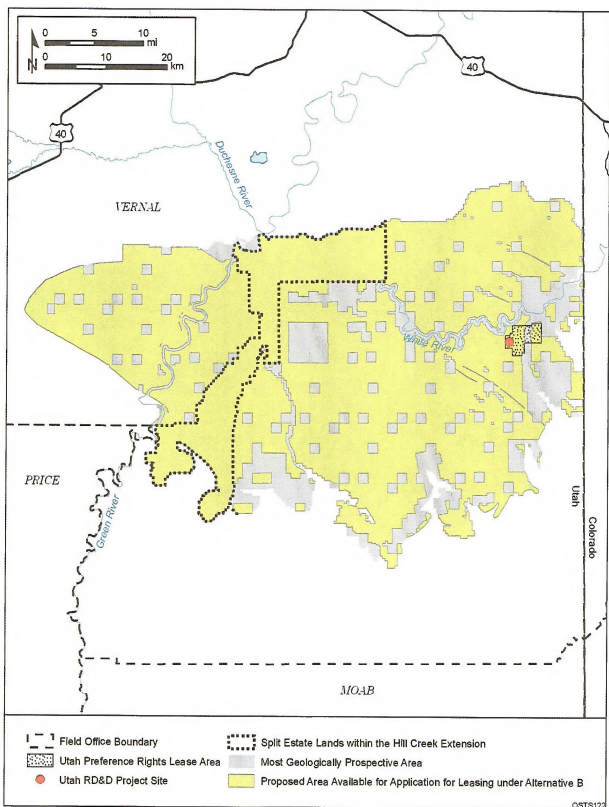 0 5 10
mi
0 10 20
km
N
40
40
Duchesne River
VERNAL
White River
PRICE
Green River
Utah
Colorado
MOAB
Field Office Boundary
Utah Preference Rights Lease Area
Utah RD&D Project Site
Split Estate Lands within the Hill Creek Extension
Most Geologically Prospective Area
Proposed Area Available for Application for Leasing under Alternative B